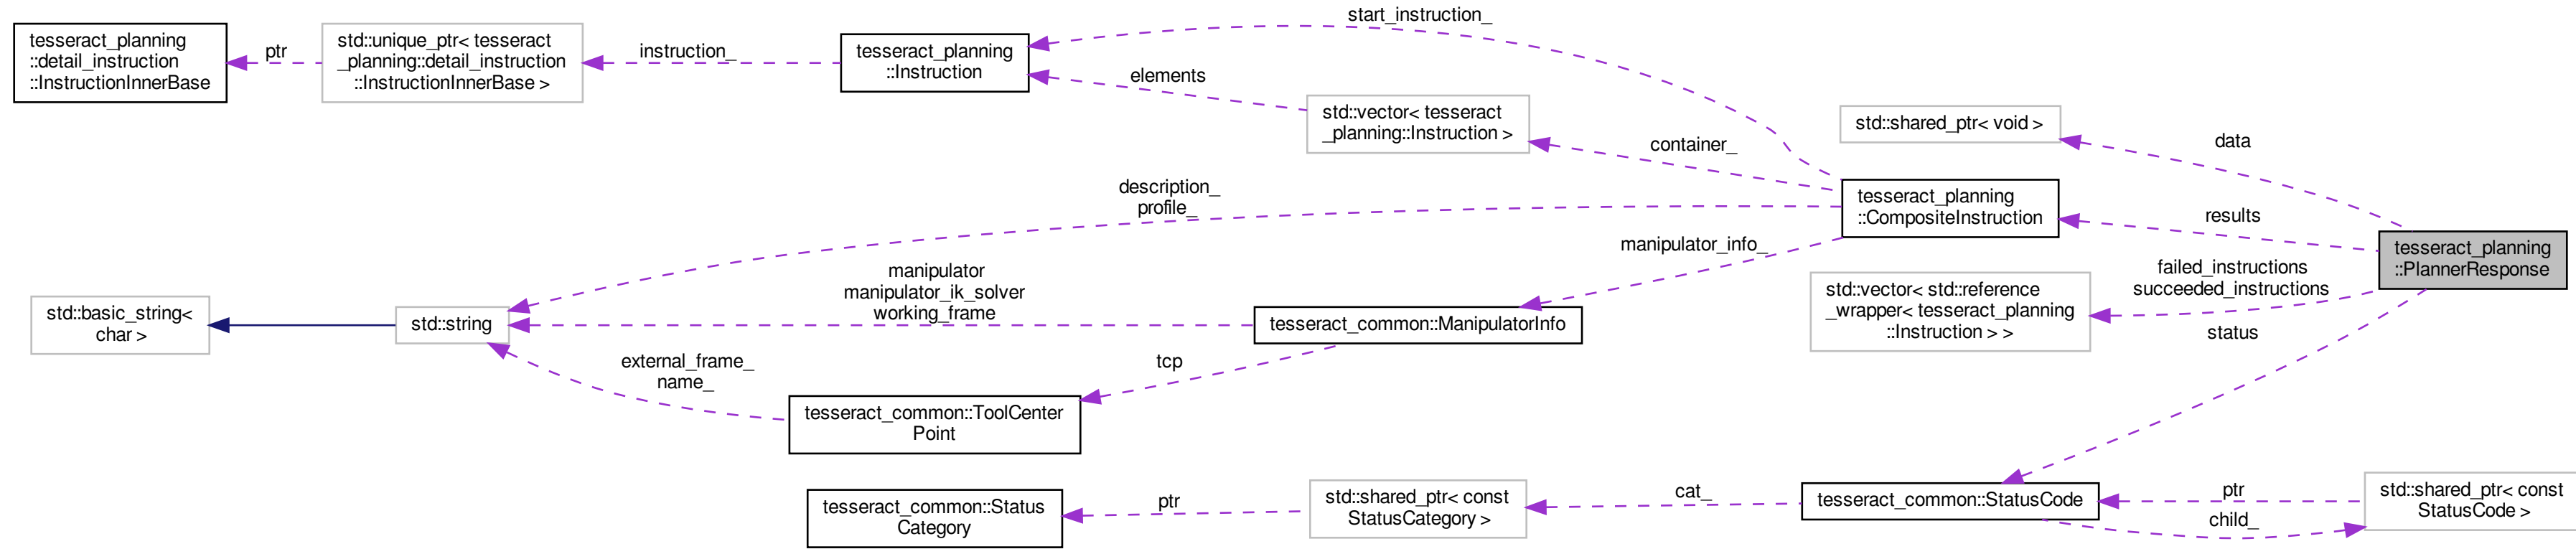 start_instruction_
tesseract_planning
::detail_instruction
::InstructionInnerBase
ptr
std::unique_ptr< tesseract
_planning::detail_instruction
::InstructionInnerBase >
instruction_
tesseract_planning
::Instruction
elements
std::vector< tesseract
_planning::Instruction >
container_
std::shared_ptr< void >
data
description_
profile_
tesseract_planning
::CompositeInstruction
results
manipulator_info_
tesseract_planning
::PlannerResponse
failed_instructions
succeeded_instructions
manipulator
manipulator_ik_solver
working_frame
std::vector< std::reference
_wrapper< tesseract_planning
::Instruction > >
std::basic_string<
char >
std::string
tesseract_common::ManipulatorInfo
status
external_frame_
name_
tcp
tesseract_common::ToolCenter
Point
tesseract_common::Status
Category
ptr
std::shared_ptr< const
StatusCategory >
cat_
tesseract_common::StatusCode
ptr
child_
std::shared_ptr< const
StatusCode >